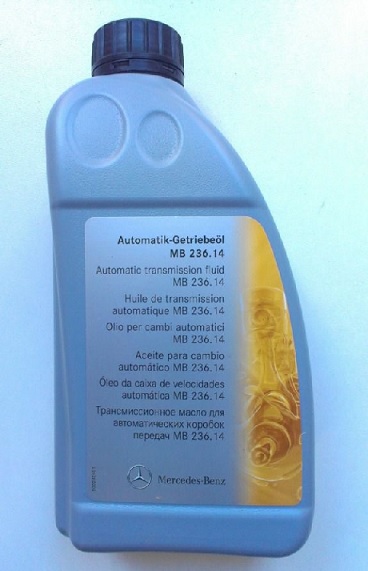 Automatik-Getriebeöl
MB 236.14
Automatic transmission fluid
MB 236.14
Huile de transmission
automatique MB 236.14
Olio per cambi automatici
MB 236.14
Aceite para cambio
automático MB 236.14
Óleo da caixa de velocidades
automática MB 236.14
Трансмиссионное масло для
автоматических коробок
передач MB 236.14
Mercedes-Benz